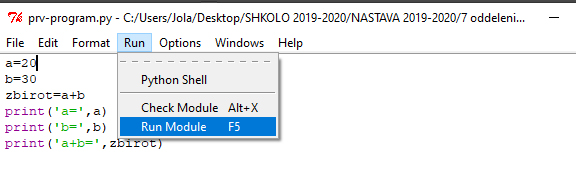 prv-program.py - C:/Users/Jola/Desktop/SHKOLO 2019-2020/NASTAVA 2019-2020/7 oddeleni...
File Edit Format Run Options Windows Help
a=20
b=30
zbirot=a+b
print('a=',a)
print('b=',b)
print('a+b=',zbirot)
Python Shell
Check Module Alt+X
Run Module F5